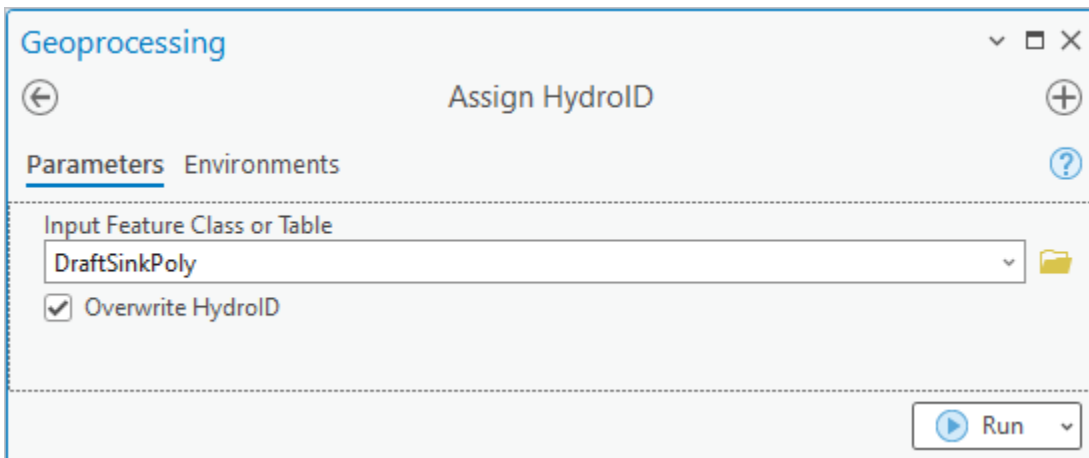 Geoprocessing
Assign HydroID
Parameters Environments
Input Feature Class or Table
DraftSinkPoly
Overwrite HydroID
Run